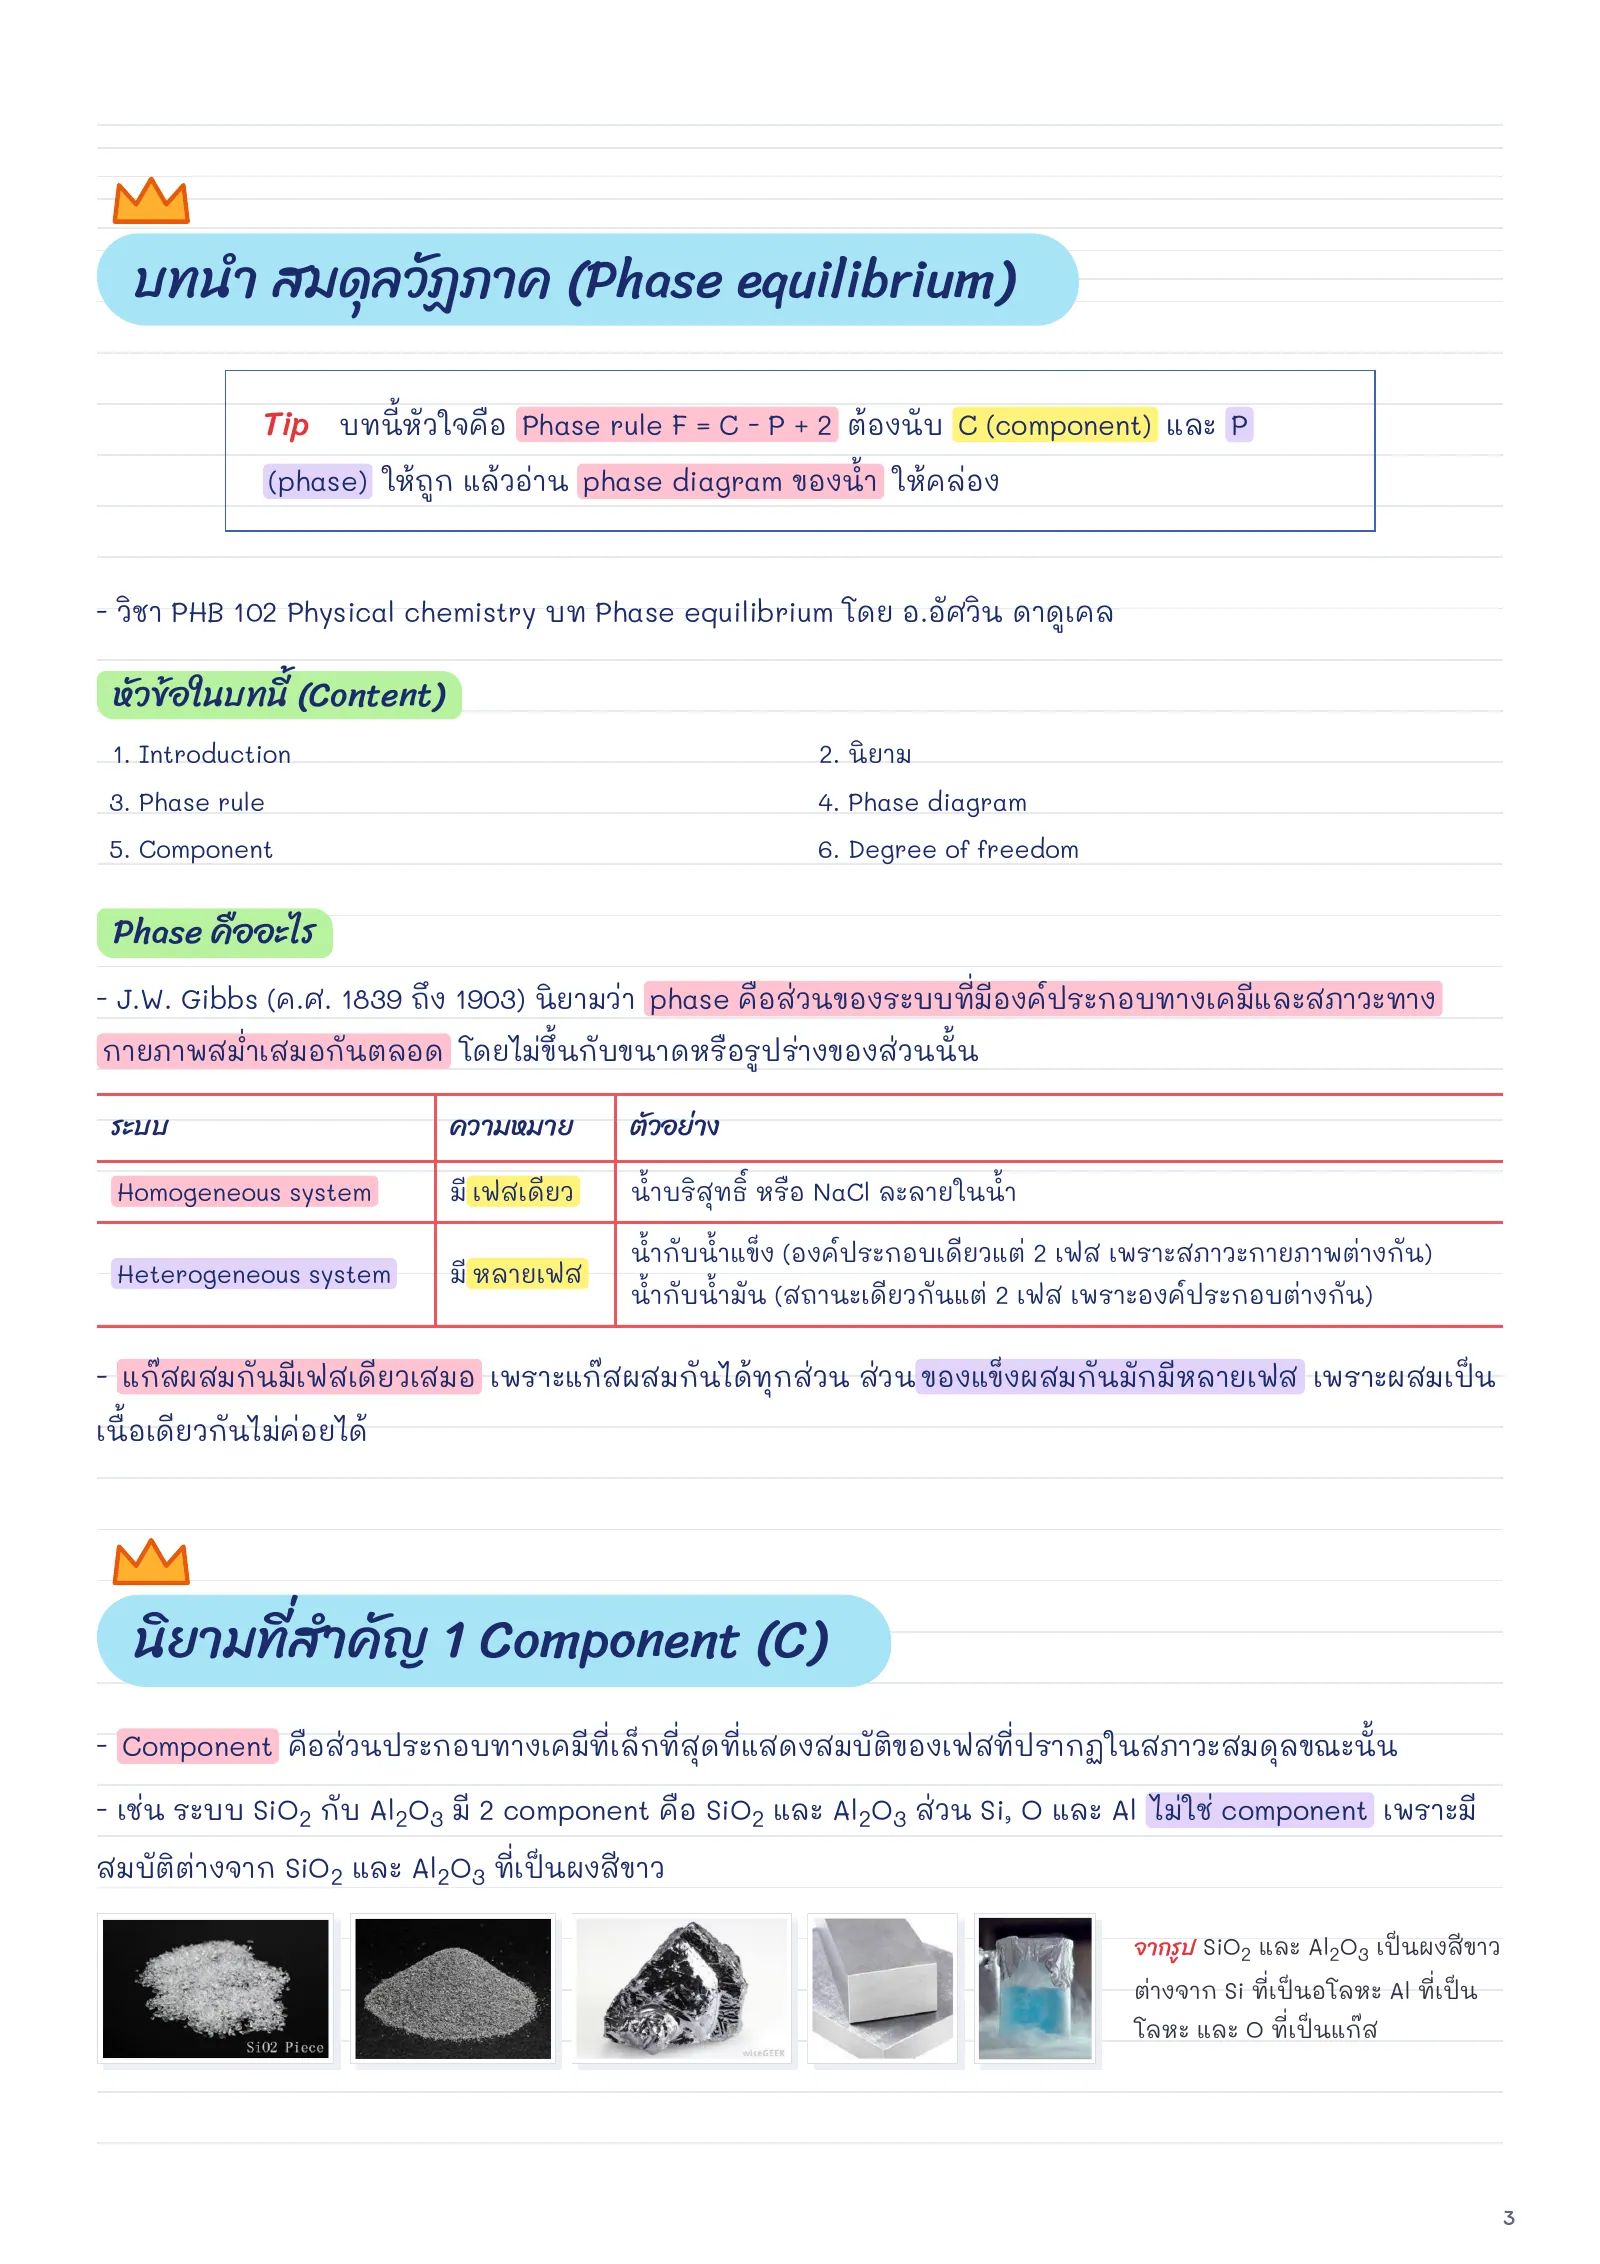 บทนำ สมดุลวัฏภาค (Phase equilibrium)
Tip บทนี้หัวใจคือ Phase rule F = C - P + 2 ต้องนับ C (component) และ P
(phase) ให้ถูก แล้วอ่าน phase diagram ของน้ำ ให้คล่อง
- วิชา PHB 102 Physical chemistry บท Phase equilibrium โดย อ.อัศวิน ดาดูเคล
หัวข้อในบทนี้ (Content)
1. Introduction
2. นิยาม
3. Phase rule
4. Phase diagram
5. Component
6. Degree of freedom
Phase คืออะไร
- J.W. Gibbs (ค.ศ. 1839 ถึง 1903) นิยามว่า phase คือส่วนของระบบที่มีองค์ประกอบทางเคมีและสภาวะทาง
กายภาพสม่ำเสมอกันตลอด โดยไม่ขึ้นกับขนาดหรือรูปร่างของส่วนนั้น
ระบบ ความหมาย ตัวอย่าง
Homogeneous system มี เฟสเดียว น้ำบริสุทธิ์ หรือ NaCl ละลายในน้ำ
Heterogeneous system มี หลายเฟส น้ำกับน้ำแข็ง (องค์ประกอบเดียวแต่ 2 เฟส เพราะสภาวะกายภาพต่างกัน)
น้ำกับน้ำมัน (สถานะเดียวกันแต่ 2 เฟส เพราะองค์ประกอบต่างกัน)
- แก๊สผสมกันมีเฟสเดียวเสมอ เพราะแก๊สผสมกันได้ทุกส่วน ส่วน ของแข็งผสมกันมักมีหลายเฟส เพราะผสมเป็น
เนื้อเดียวกันไม่ค่อยได้
นิยามที่สำคัญ 1 Component (C)
- Component คือส่วนประกอบทางเคมีที่เล็กที่สุดที่แสดงสมบัติของเฟสที่ปรากฏในสภาวะสมดุลขณะนั้น
- เช่น ระบบ SiO₂ กับ Al₂O₃ มี 2 component คือ SiO₂ และ Al₂O₃ ส่วน Si, O และ Al ไม่ใช่ component เพราะมี
สมบัติต่างจาก SiO₂ และ Al₂O₃ ที่เป็นผงสีขาว
SiO2 Piece
wiseGEEK
จากรูป SiO₂ และ Al₂O₃ เป็นผงสีขาว
ต่างจาก Si ที่เป็นอโลหะ Al ที่เป็น
โลหะ และ O ที่เป็นแก๊ส
3